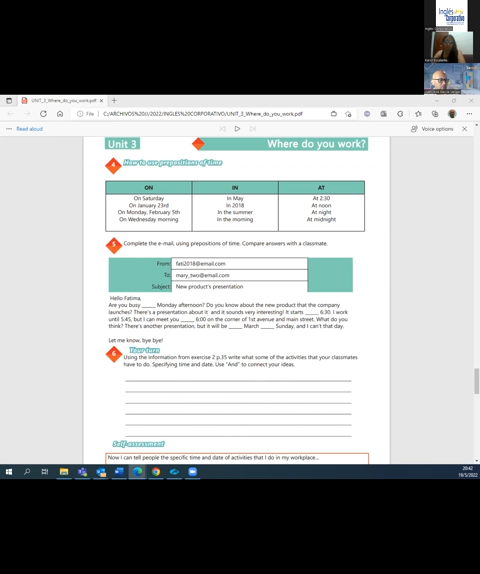 Inglés
Corporativo
UNIT_3_Where_do_you_work.pdf
File
C:/ARCHIVOS%20J/2022/INGLES%20CORPORATIVO/UNIT_3_Where_do_you_work.pdf
Read aloud
Voice options
Unit 3
Where do you work?
4 How to use prepositions of time
ON IN AT
On Saturday In May At 2:30
On January 23rd In 2018 At noon
On Monday, February 5th In the summer At night
On Wednesday morning In the morning At midnight
5 Complete the e-mail, using prepositions of time. Compare answers with a classmate.
From: fati2018@email.com
To: mary_two@email.com
Subject: New product's presentation
Hello Fatima,
Are you busy _____ Monday afternoon? Do you know about the new product that the company
launches? There's a presentation about it and it sounds very interesting! It starts _____ 6:30. I work
until 5:45, but I can meet you _____ 6:00 on the corner of 1st avenue and main street. What do you
think? There's another presentation, but it will be _____ March _____ Sunday, and I can't that day.
Let me know, bye bye!
6 Your turn
Using the information from exercise 2 p.35 write what some of the activities that your classmates
have to do. Specifying time and date. Use "And" to connect your ideas.
Self-assessment
Now I can tell people the specific time and date of activities that I do in my workplace...
20:42
19/5/2022